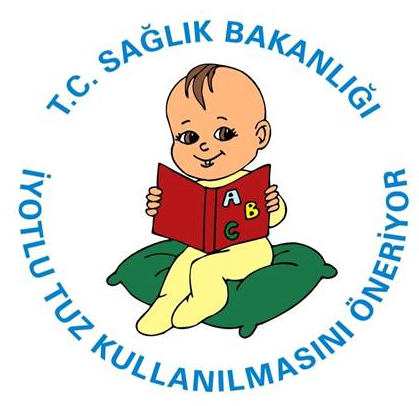 T.C. SAĞLIK BAKANLIĞI
A
B
C
İYOTLU TUZ KULLANILMASINI ÖNERİYOR